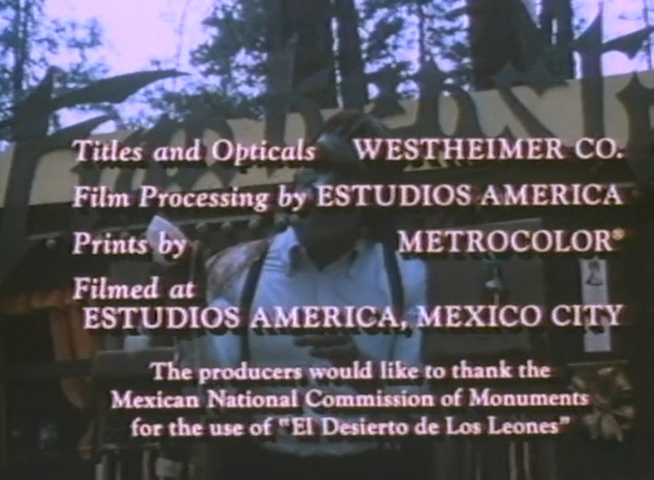 Titles and Opticals WESTHEIMER CO.
Film Processing by ESTUDIOS AMERICA
Prints by METROCOLOR®
Filmed at
ESTUDIOS AMERICA, MEXICO CITY
The producers would like to thank the
Mexican National Commission of Monuments
for the use of "El Desierto de Los Leones"